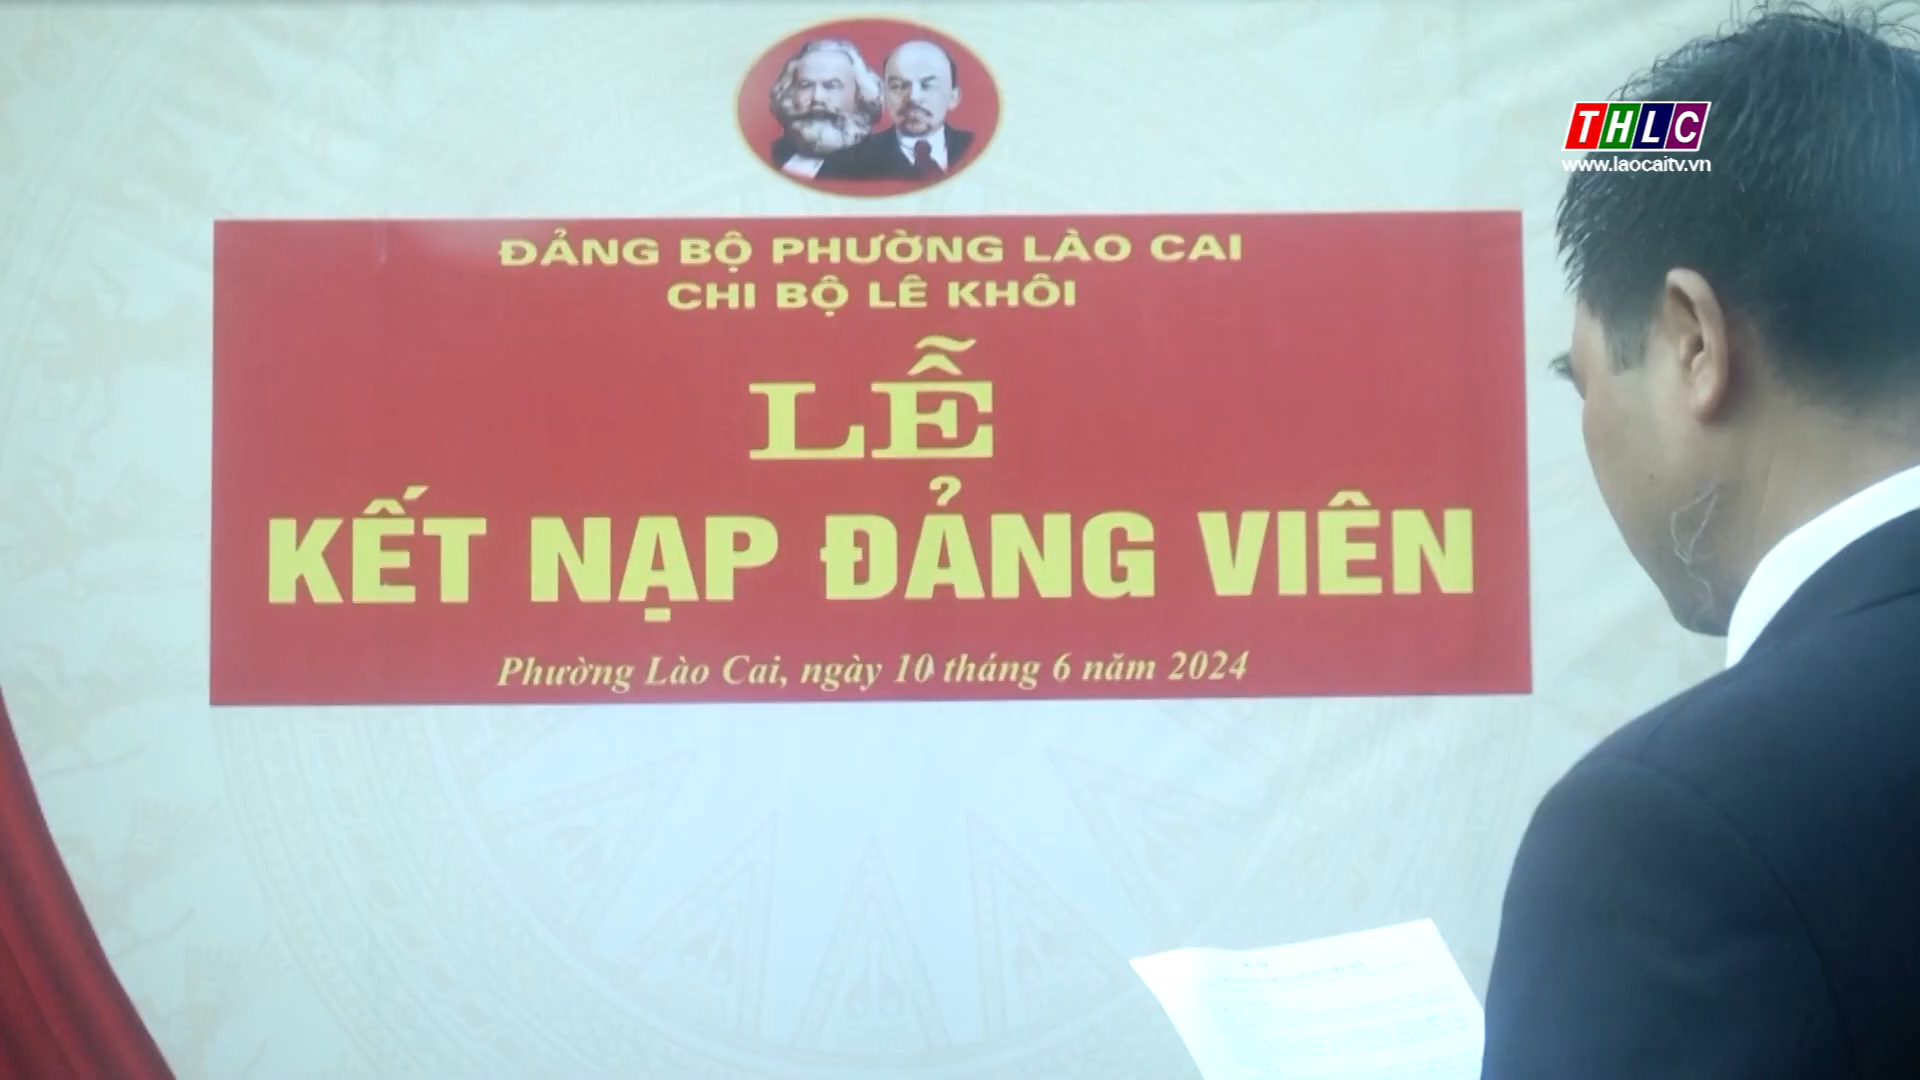 THLC
www.laocaitv.vn
ĐẢNG BỘ PHƯỜNG LÀO CAI
CHI BỘ LÊ KHÔI
LỄ
KẾT NẠP ĐẢNG VIÊN
Phường Lào Cai, ngày 10 tháng 6 năm 2024